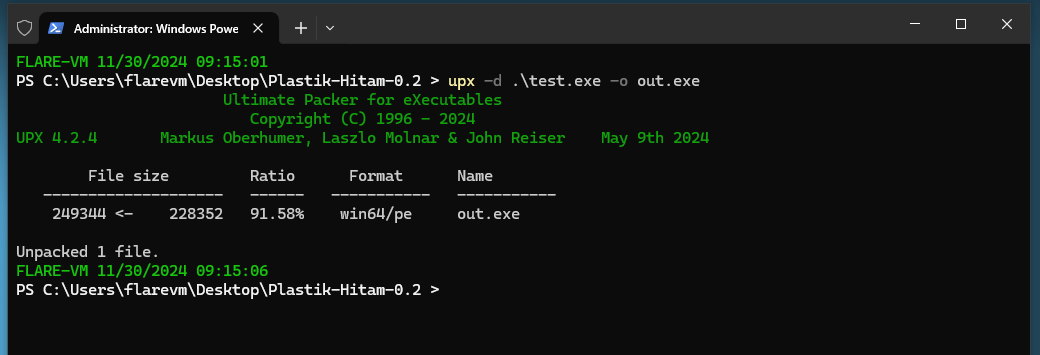 Administrator: Windows Powe
FLARE-VM 11/30/2024 09:15:01
PS C:\Users\flarevm\Desktop\Plastik-Hitam-0.2 > upx -d .\test.exe -o out.exe
Ultimate Packer for eXecutables
Copyright (C) 1996 - 2024
UPX 4.2.4       Markus Oberhumer, Laszlo Molnar & John Reiser    May 9th 2024
File size         Ratio      Format      Name
--------------------   ------   -----------   -----------
249344 <-    228352   91.58%    win64/pe     out.exe
Unpacked 1 file.
FLARE-VM 11/30/2024 09:15:06
PS C:\Users\flarevm\Desktop\Plastik-Hitam-0.2 >